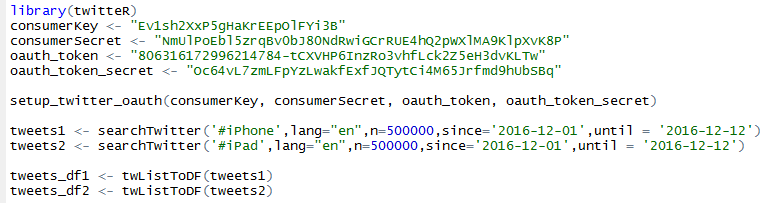 library(twitteR)
consumerKey <- "Ev1sh2XxP5gHaKrEEpOlFYi3B"
consumerSecret <- "NmUlPoEbl5zrqBvObJ80NdRwiGCrRUE4hQ2pWXlMA9KlpXvK8P"
oauth_token <- "806316172996214784-tCXVHP6InzRo3vhfLck2Z5eH3dvKLTw"
oauth_token_secret <- "Oc64vL7zmLFpYzLwakfExfJQTytCi4M65Jrfmd9hUbSBq"
setup_twitter_oauth(consumerKey, consumerSecret, oauth_token, oauth_token_secret)
tweets1 <- searchTwitter('#iPhone',lang="en",n=500000,since='2016-12-01',until = '2016-12-12')
tweets2 <- searchTwitter('#iPad',lang="en",n=500000,since='2016-12-01',until = '2016-12-12')
tweets_df1 <- twListToDF(tweets1)
tweets_df2 <- twListToDF(tweets2)